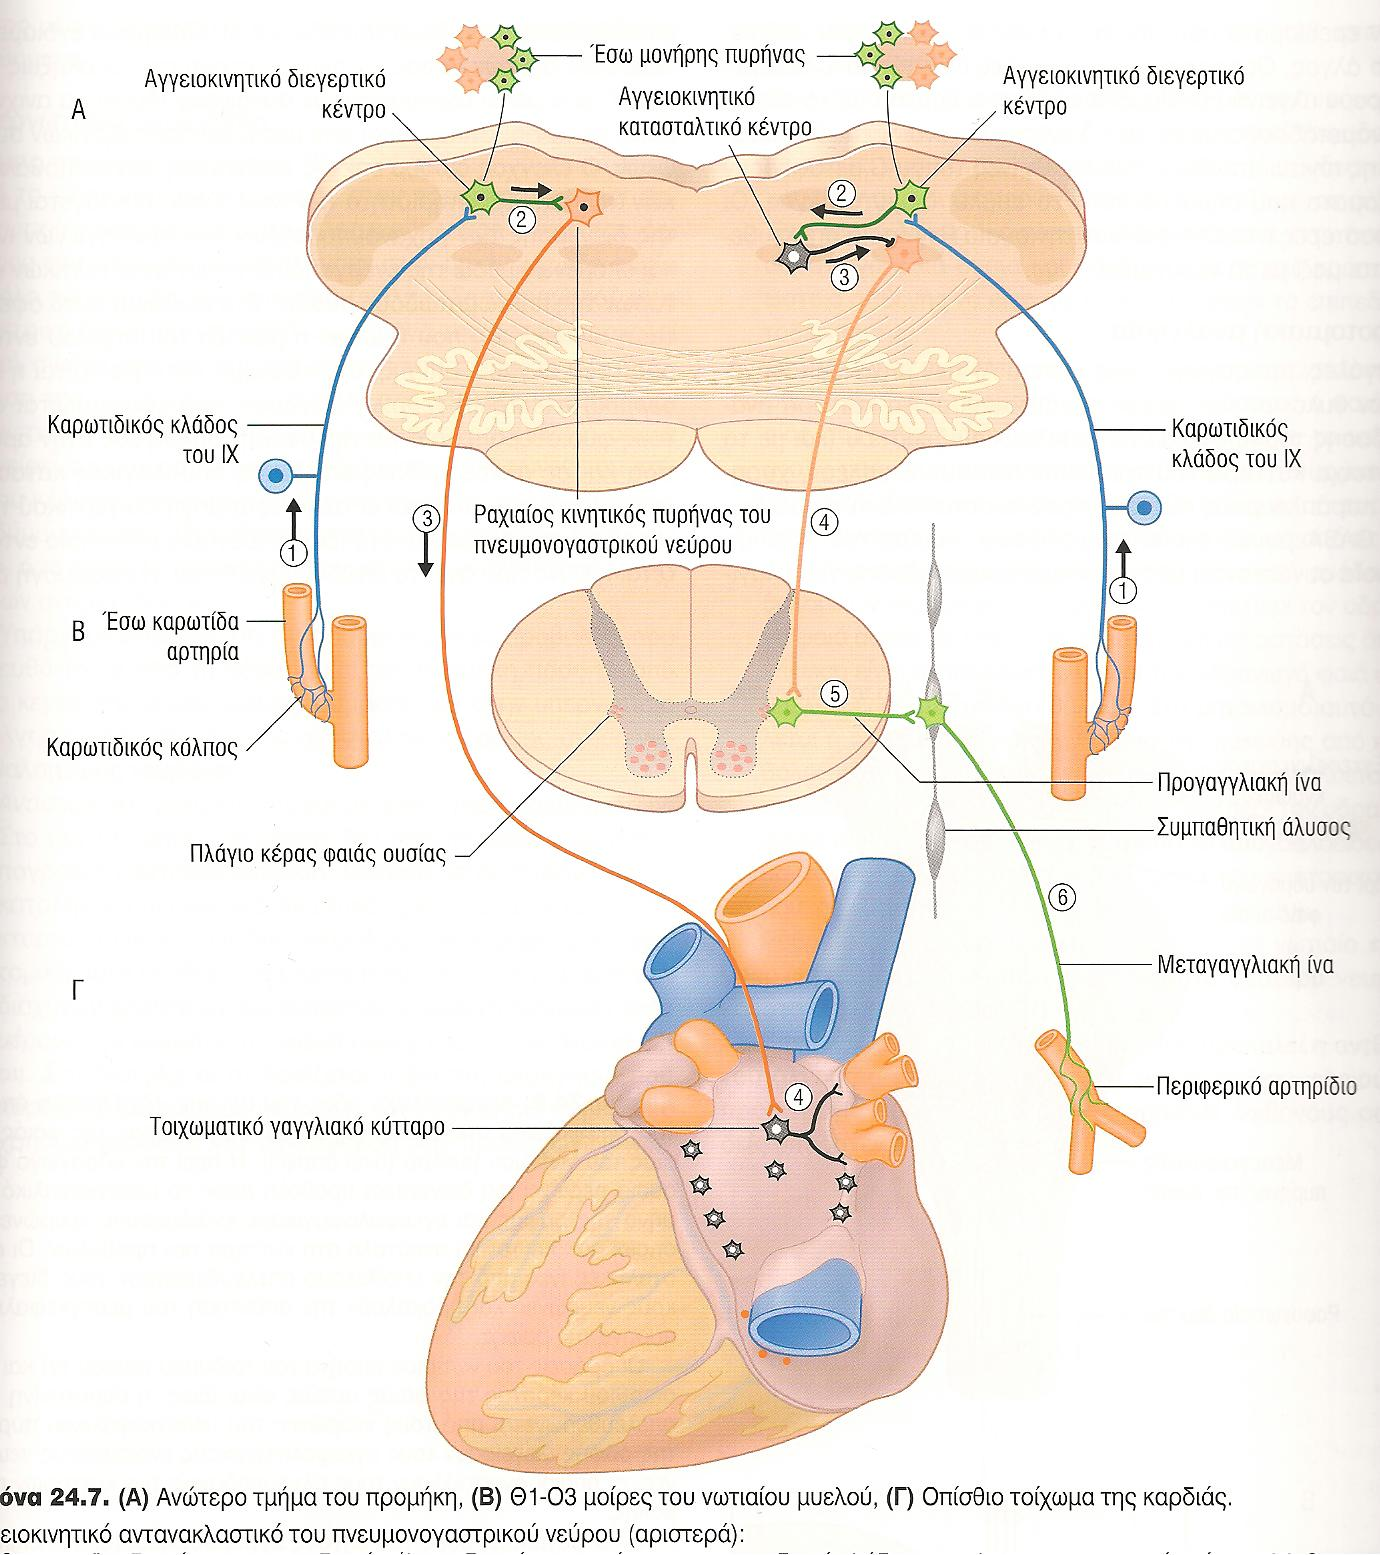 Έσω μονήρης πυρήνας
Αγγειοκινητικό διεγερτικό
κέντρο
Αγγειοκινητικό
κατασταλτικό κέντρο
Αγγειοκινητικό διεγερτικό
κέντρο
Α
2
2
3
Καρωτιδικός κλάδος
του IX
Καρωτιδικός
κλάδος του IX
1
3
Ραχιαίος κινητικός πυρήνας του
πνευμονογαστρικού νεύρου
4
1
Β
Έσω καρωτίδα
αρτηρία
5
Καρωτιδικός κόλπος
Προγαγγλιακή ίνα
Συμπαθητική άλυσος
Πλάγιο κέρας φαιάς ουσίας
6
Γ
Μεταγαγγλιακή ίνα
Περιφερικό αρτηρίδιο
4
Τοιχωματικό γαγγλιακό κύτταρο
όνα 24.7. (Α) Ανώτερο τμήμα του προμήκη, (Β) Θ1-Ο3 μοίρες του νωτιαίου μυελού, (Γ) Οπίσθιο τοίχωμα της καρδιάς.
ειοκινητικό αντανακλαστικό του πνευμονογαστρικού νεύρου (αριστερά):